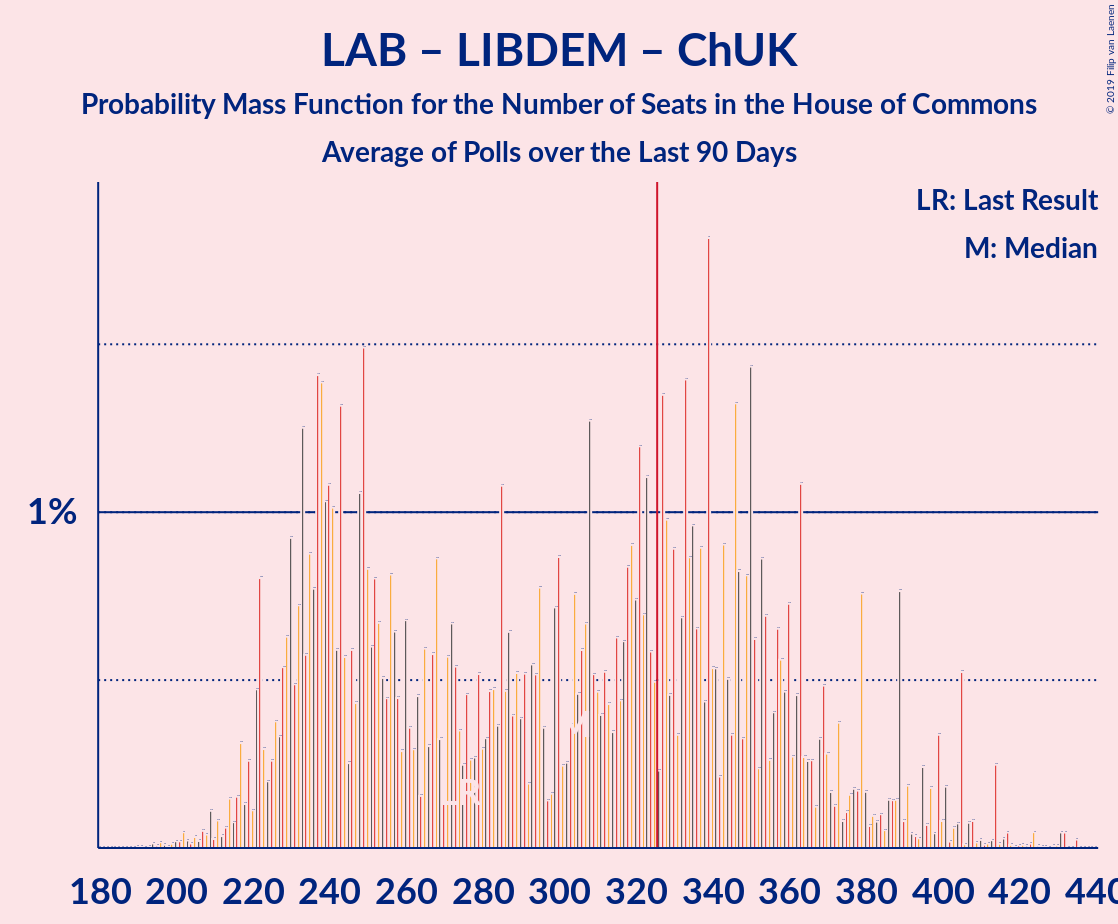 LAB – LIBDEM – ChUK
Probability Mass Function for the Number of Seats in the House of Commons
Average of Polls over the Last 90 Days
© 2019 Filip van Laenen
LR: Last Result
M: Median
1%
LR
180 200 220 240 260 280 300 320 340 360 380 400 420 440